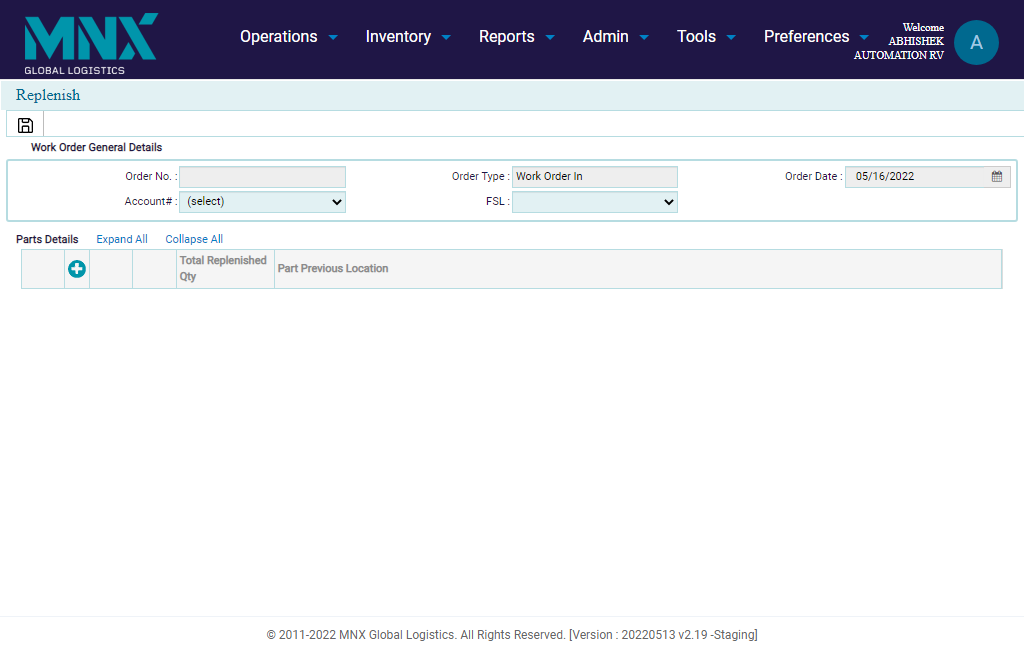 MNX
GLOBAL LOGISTICS
Operations Inventory Reports Admin Tools Preferences
Welcome
ABHISHEK
AUTOMATION RV
A
Replenish
Work Order General Details
Order No. : Order Type : Work Order In Order Date : 05/16/2022
Account# : (select) FSL :
Parts Details Expand All Collapse All
Total Replenished
Qty
Part Previous Location
© 2011-2022 MNX Global Logistics. All Rights Reserved. [Version : 20220513 v2.19 -Staging]